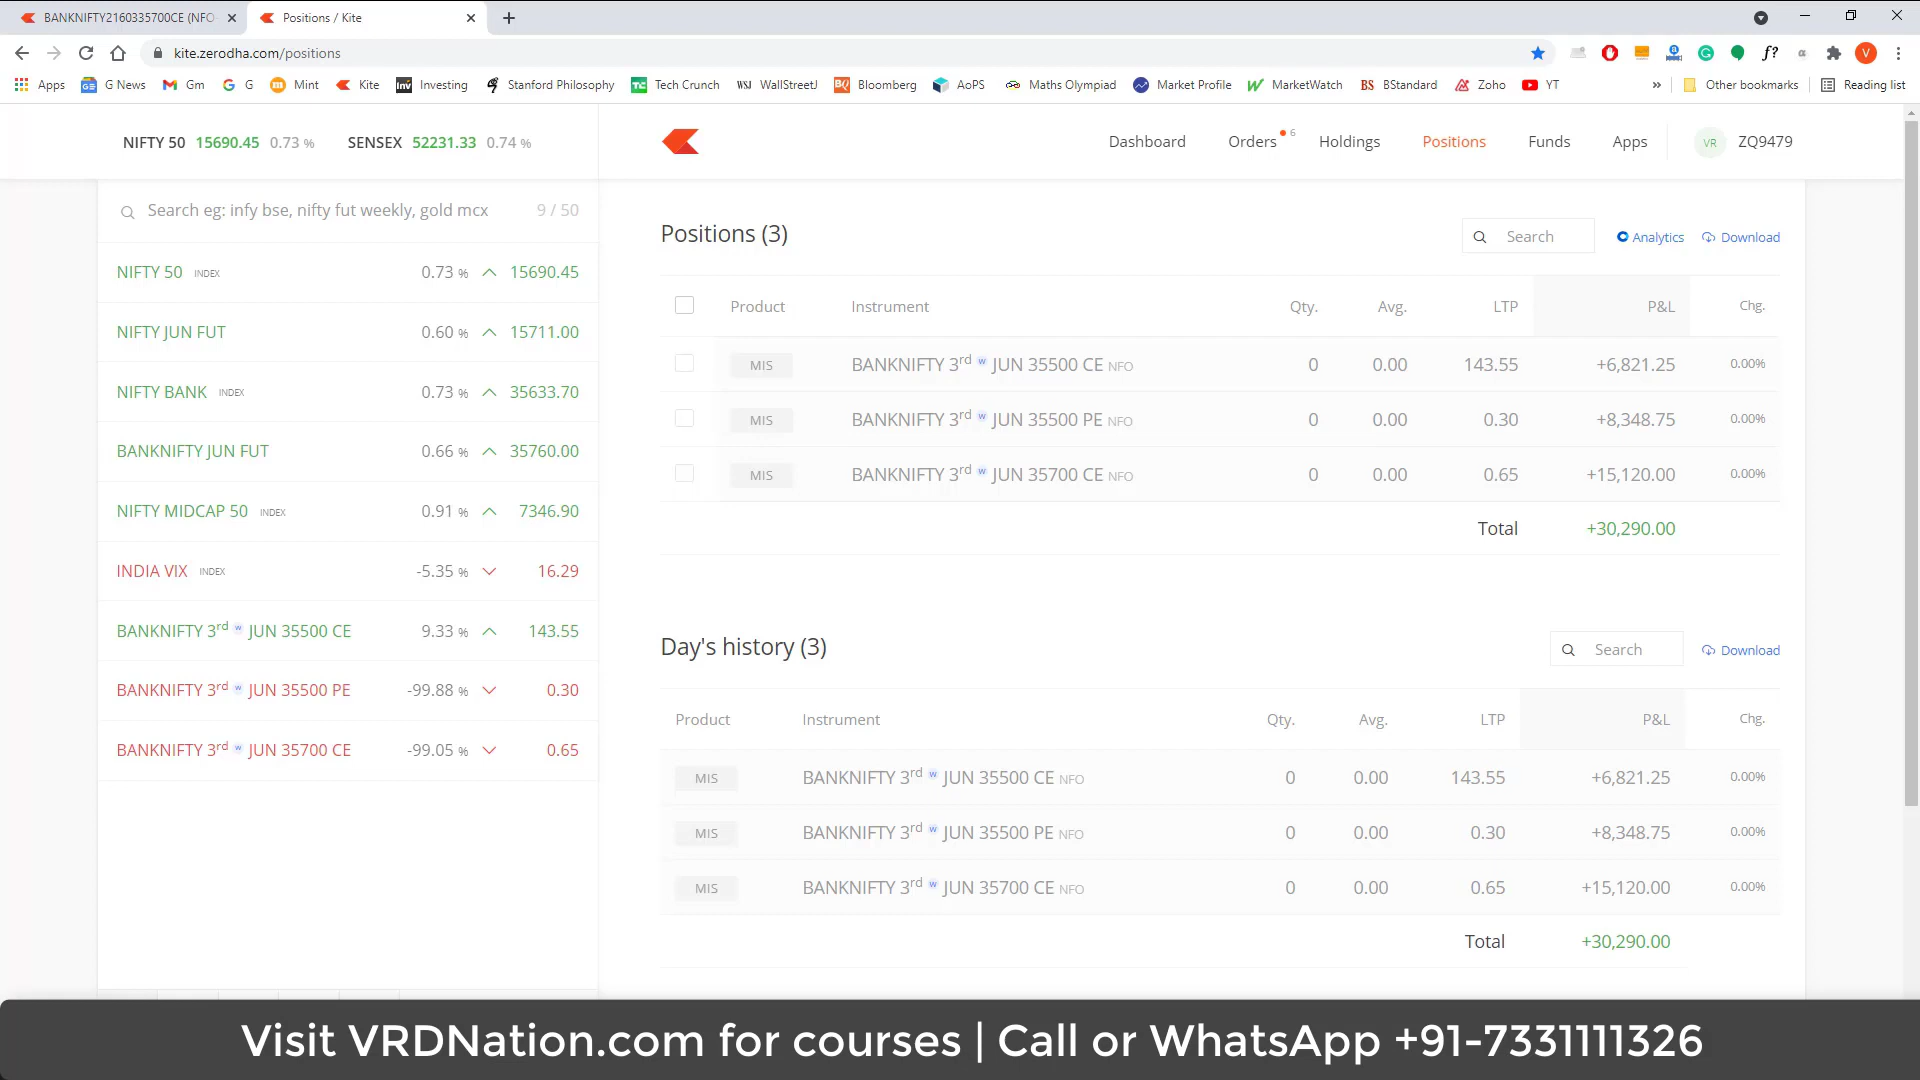 BANKNIFTY2160335700CE (NFO
Positions / Kite
kite.zerodha.com/positions
Apps G News Gm G Mint Kite Investing Stanford Philosophy Tech Crunch WallStreetJ Bloomberg AoPS Maths Olympiad Market Profile MarketWatch BStandard Zoho YT » Other bookmarks Reading list
NIFTY 50 15690.45 0.73 % SENSEX 52231.33 0.74 %
Dashboard Orders 6 Holdings Positions Funds Apps VR ZQ9479
Search eg: infy bse, nifty fut weekly, gold mcx 9 / 50
NIFTY 50 INDEX 0.73 % 15690.45
NIFTY JUN FUT 0.60 % 15711.00
NIFTY BANK INDEX 0.73 % 35633.70
BANKNIFTY JUN FUT 0.66 % 35760.00
NIFTY MIDCAP 50 INDEX 0.91 % 7346.90
INDIA VIX INDEX -5.35 % 16.29
BANKNIFTY 3rd w JUN 35500 CE 9.33 % 143.55
BANKNIFTY 3rd w JUN 35500 PE -99.88 % 0.30
BANKNIFTY 3rd w JUN 35700 CE -99.05 % 0.65
Positions (3) Search Analytics Download
Product Instrument Qty. Avg. LTP P&L Chg.
MIS BANKNIFTY 3rd w JUN 35500 CE NFO 0 0.00 143.55 +6,821.25 0.00%
MIS BANKNIFTY 3rd w JUN 35500 PE NFO 0 0.00 0.30 +8,348.75 0.00%
MIS BANKNIFTY 3rd w JUN 35700 CE NFO 0 0.00 0.65 +15,120.00 0.00%
Total +30,290.00
Day's history (3) Search Download
Product Instrument Qty. Avg. LTP P&L Chg.
MIS BANKNIFTY 3rd w JUN 35500 CE NFO 0 0.00 143.55 +6,821.25 0.00%
MIS BANKNIFTY 3rd w JUN 35500 PE NFO 0 0.00 0.30 +8,348.75 0.00%
MIS BANKNIFTY 3rd w JUN 35700 CE NFO 0 0.00 0.65 +15,120.00 0.00%
Total +30,290.00
Visit VRDNation.com for courses | Call or WhatsApp +91-7331111326